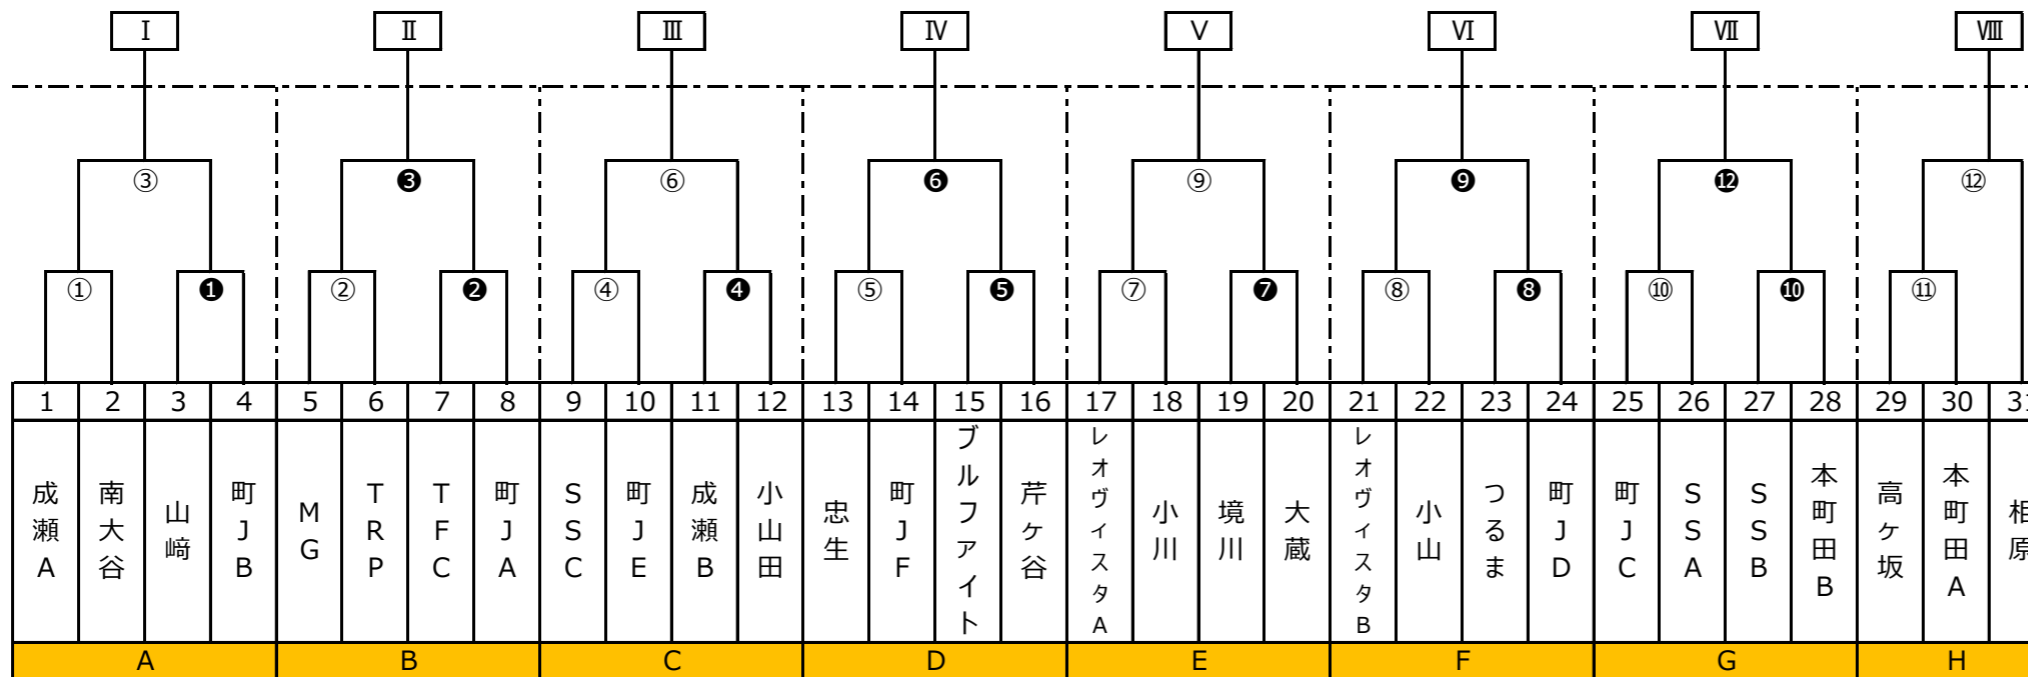 Ⅰ Ⅱ Ⅲ Ⅳ Ⅴ Ⅵ Ⅶ Ⅷ
③ ❸ ⑥ ❻ ⑨ ❾ ⓬ ⑫
① ❶ ② ❷ ④ ❹ ⑤ ❺ ⑦ ❼ ⑧ ❽ ⑩ ❿ ⑪
1 2 3 4 5 6 7 8 9 10 11 12 13 14 15 16 17 18 19 20 21 22 23 24 25 26 27 28 29 30 31
成瀬A
南大谷
山﨑
町JB
MG
TRP
TFC
町JA
SSC
町JE
成瀬B
小山田
忠生
町JF
ブルファイト
芹ヶ谷
レオヴィスタA
小川
境川
大蔵
レオヴィスタB
小山
つるま
町JD
町JC
SSA
SSB
本町田B
高ヶ坂
本町田A
相原
A B C D E F G H